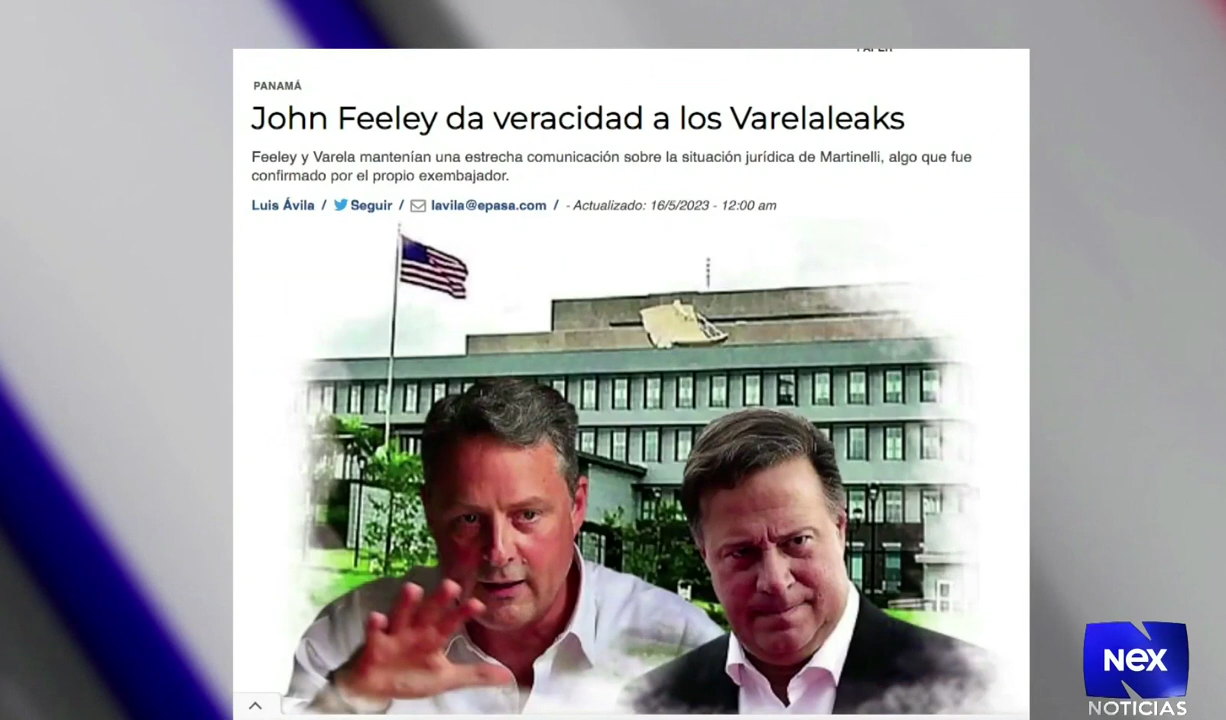 PANAMÁ
John Feeley da veracidad a los Varelaleaks
Feeley y Varela mantenían una estrecha comunicación sobre la situación jurídica de Martinelli, algo que fue
confirmado por el propio exembajador.
Luis Ávila / Seguir / lavila@epasa.com / - Actualizado: 16/5/2023 - 12:00 am
NEX
NOTICIAS